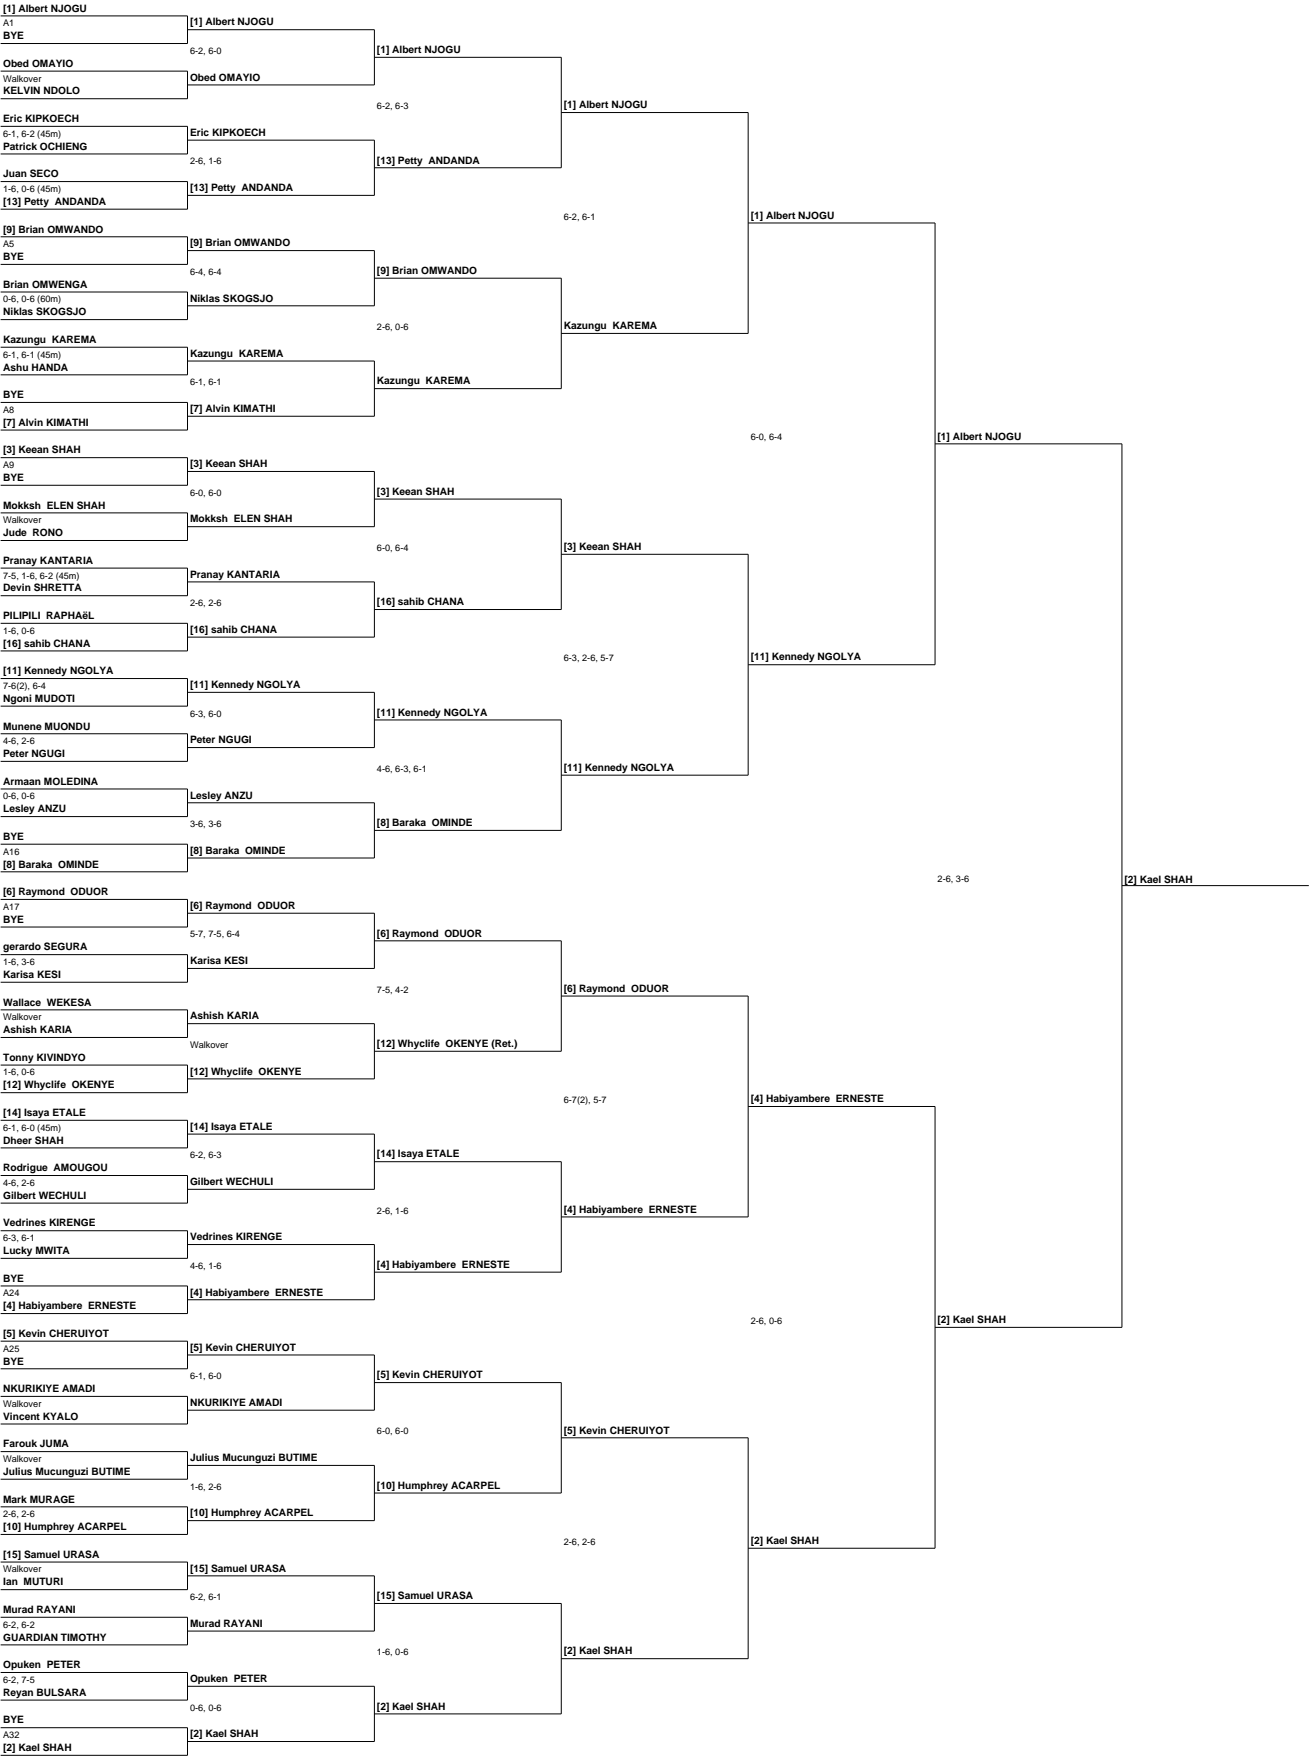 [1] Albert NJOGU
A1
BYE
Obed OMAYIO
Walkover
KELVIN NDOLO
Eric KIPKOECH
6-1, 6-2 (45m)
Patrick OCHIENG
Juan SECO
1-6, 0-6 (45m)
[13] Petty ANDANDA
[9] Brian OMWANDO
A5
BYE
Brian OMWENGA
0-6, 0-6 (60m)
Niklas SKOGSJO
Kazungu KAREMA
6-1, 6-1 (45m)
Ashu HANDA
BYE
A8
[7] Alvin KIMATHI
[3] Keean SHAH
A9
BYE
Mokksh ELEN SHAH
Walkover
Jude RONO
Pranay KANTARIA
7-5, 1-6, 6-2 (45m)
Devin SHRETTA
PILIPILI RAPHAëL
1-6, 0-6
[16] sahib CHANA
[11] Kennedy NGOLYA
7-6(2), 6-4
Ngoni MUDOTI
Munene MUONDU
4-6, 2-6
Peter NGUGI
Armaan MOLEDINA
0-6, 0-6
Lesley ANZU
BYE
A16
[8] Baraka OMINDE
[6] Raymond ODUOR
A17
BYE
gerardo SEGURA
1-6, 3-6
Karisa KESI
Wallace WEKESA
Walkover
Ashish KARIA
Tonny KIVINDYO
1-6, 0-6
[12] Whyclife OKENYE
[14] Isaya ETALE
6-1, 6-0 (45m)
Dheer SHAH
Rodrigue AMOUGOU
4-6, 2-6
Gilbert WECHULI
Vedrines KIRENGE
6-3, 6-1
Lucky MWITA
BYE
A24
[4] Habiyambere ERNESTE
[5] Kevin CHERUIYOT
A25
BYE
NKURIKIYE AMADI
Walkover
Vincent KYALO
Farouk JUMA
Walkover
Julius Mucunguzi BUTIME
Mark MURAGE
2-6, 2-6
[10] Humphrey ACARPEL
[15] Samuel URASA
Walkover
Ian MUTURI
Murad RAYANI
6-2, 6-2
GUARDIAN TIMOTHY
Opuken PETER
6-2, 7-5
Reyan BULSARA
BYE
A32
[2] Kael SHAH
[1] Albert NJOGU
6-2, 6-0
Obed OMAYIO
Eric KIPKOECH
2-6, 1-6
[13] Petty ANDANDA
[9] Brian OMWANDO
6-4, 6-4
Niklas SKOGSJO
Kazungu KAREMA
6-1, 6-1
[7] Alvin KIMATHI
[3] Keean SHAH
6-0, 6-0
Mokksh ELEN SHAH
Pranay KANTARIA
2-6, 2-6
[16] sahib CHANA
[11] Kennedy NGOLYA
6-3, 6-0
Peter NGUGI
Lesley ANZU
3-6, 3-6
[8] Baraka OMINDE
[6] Raymond ODUOR
5-7, 7-5, 6-4
Karisa KESI
Ashish KARIA
Walkover
[12] Whyclife OKENYE
[14] Isaya ETALE
6-2, 6-3
Gilbert WECHULI
Vedrines KIRENGE
4-6, 1-6
[4] Habiyambere ERNESTE
[5] Kevin CHERUIYOT
6-1, 6-0
NKURIKIYE AMADI
Julius Mucunguzi BUTIME
1-6, 2-6
[10] Humphrey ACARPEL
[15] Samuel URASA
6-2, 6-1
Murad RAYANI
Opuken PETER
0-6, 0-6
[2] Kael SHAH
[1] Albert NJOGU
6-2, 6-3
[13] Petty ANDANDA
[9] Brian OMWANDO
2-6, 0-6
Kazungu KAREMA
[3] Keean SHAH
6-0, 6-4
[16] sahib CHANA
[11] Kennedy NGOLYA
4-6, 6-3, 6-1
[8] Baraka OMINDE
[6] Raymond ODUOR
7-5, 4-2
[12] Whyclife OKENYE (Ret.)
[14] Isaya ETALE
2-6, 1-6
[4] Habiyambere ERNESTE
[5] Kevin CHERUIYOT
6-0, 6-0
[10] Humphrey ACARPEL
[15] Samuel URASA
1-6, 0-6
[2] Kael SHAH
[1] Albert NJOGU
6-2, 6-1
Kazungu KAREMA
[3] Keean SHAH
6-3, 2-6, 5-7
[11] Kennedy NGOLYA
[6] Raymond ODUOR
6-7(2), 5-7
[4] Habiyambere ERNESTE
[5] Kevin CHERUIYOT
2-6, 2-6
[2] Kael SHAH
[1] Albert NJOGU
6-0, 6-4
[11] Kennedy NGOLYA
[4] Habiyambere ERNESTE
2-6, 0-6
[2] Kael SHAH
[1] Albert NJOGU
2-6, 3-6
[2] Kael SHAH
[2] Kael SHAH